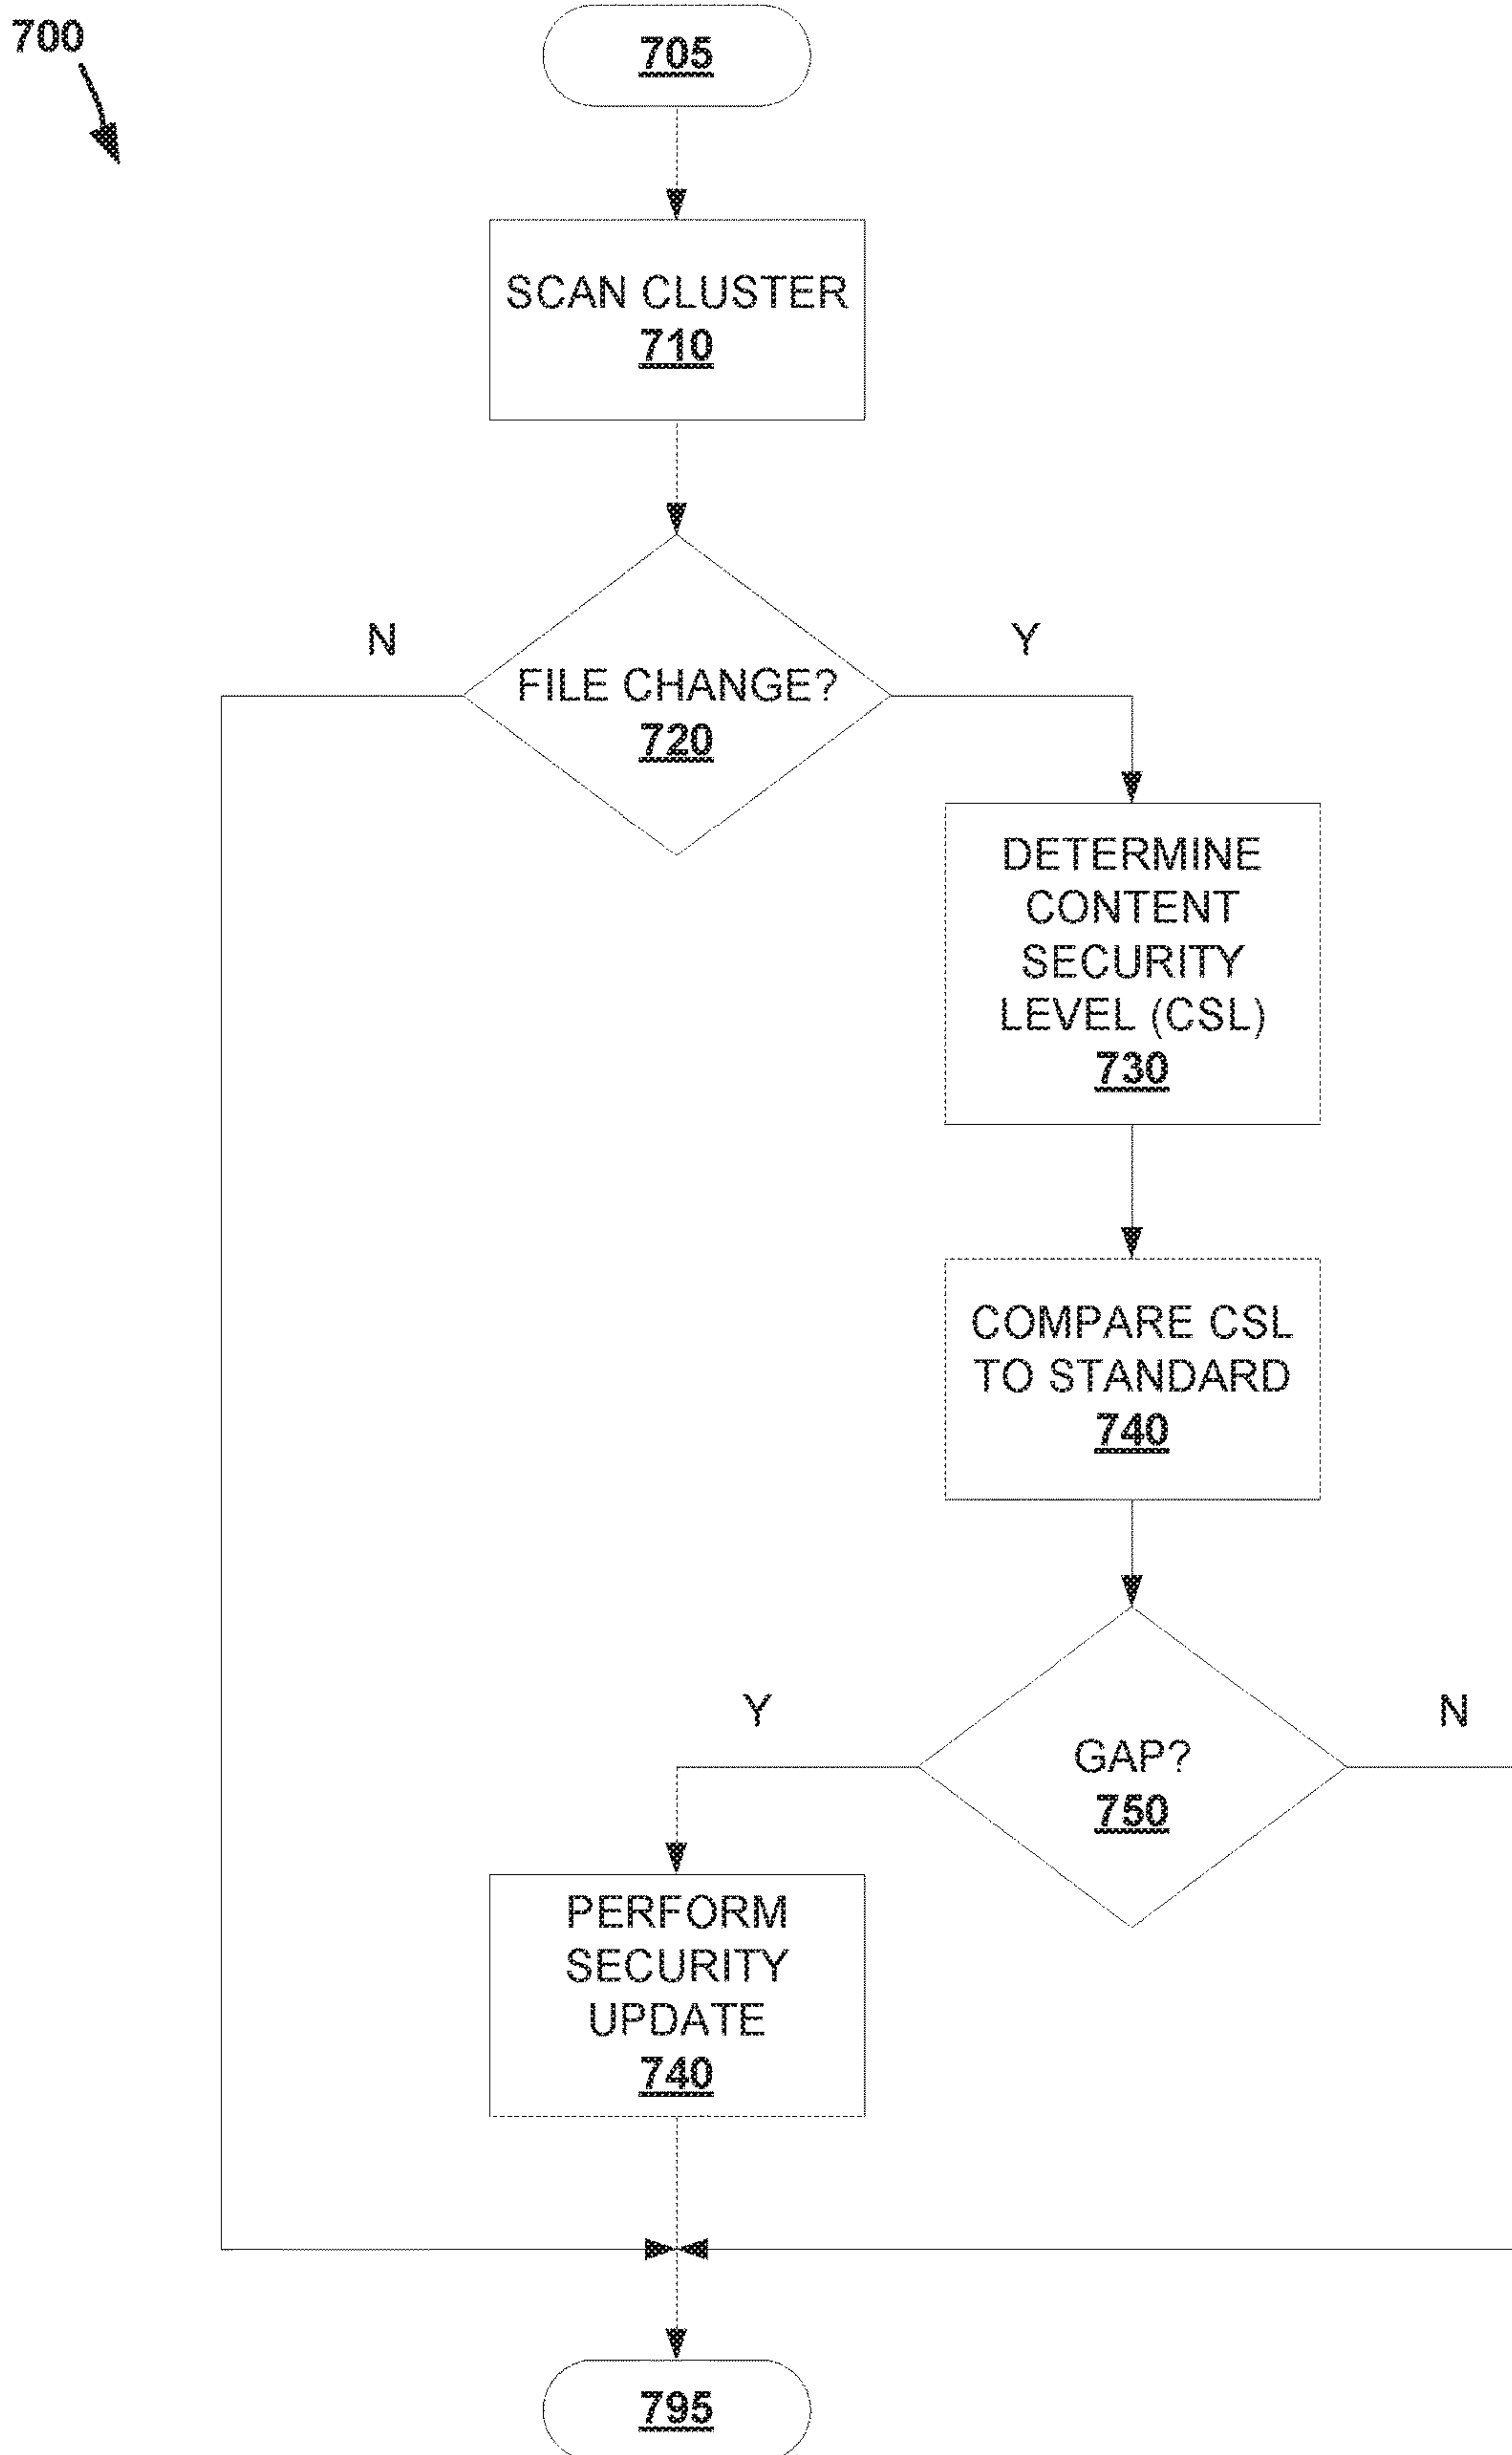 700
705
SCAN CLUSTER
710
N
Y
FILE CHANGE?
720
DETERMINE
CONTENT
SECURITY
LEVEL (CSL)
730
COMPARE CSL
TO STANDARD
740
Y
N
GAP?
750
PERFORM
SECURITY
UPDATE
740
795